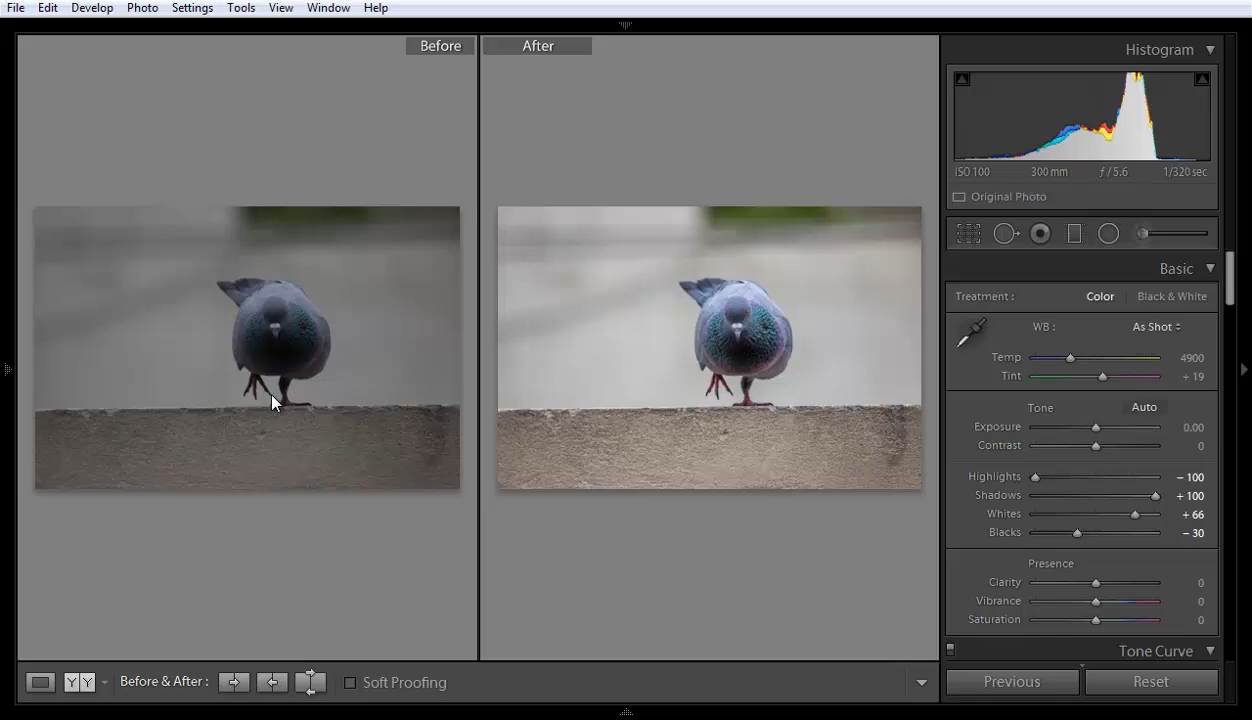 File Edit Develop Photo Settings Tools View Window Help
Before After
Histogram
ISO 100 300 mm ƒ / 5.6 1/320 sec
Original Photo
Basic
Treatment : Color Black & White
WB : As Shot
Temp 4900
Tint + 19
Tone Auto
Exposure 0.00
Contrast 0
Highlights – 100
Shadows + 100
Whites + 66
Blacks – 30
Presence
Clarity 0
Vibrance 0
Saturation 0
Tone Curve
YY Before & After : Soft Proofing Previous Reset